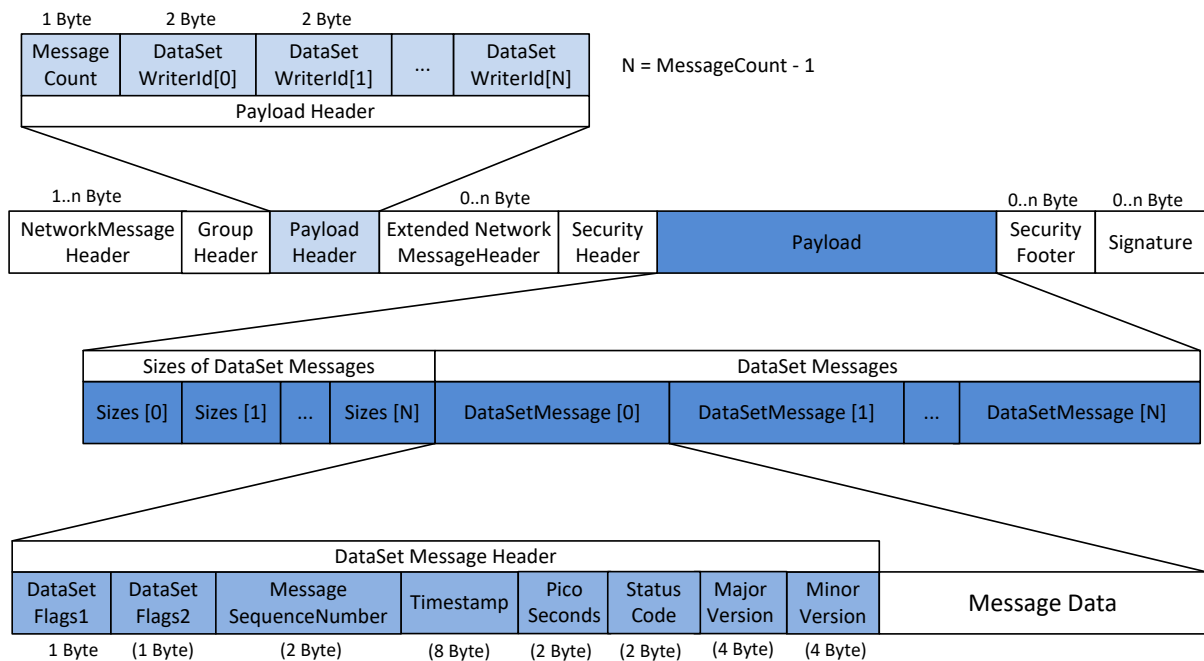 1 Byte 2 Byte 2 Byte
Message DataSet DataSet ... DataSet
Count WriterId[0] WriterId[1] WriterId[N]
N = MessageCount - 1
Payload Header
1..n Byte 0..n Byte 0..n Byte 0..n Byte
NetworkMessage Group Payload Extended Network Security Payload Security Signature
Header Header Header MessageHeader Header Footer
Sizes of DataSet Messages DataSet Messages
Sizes [0] Sizes [1] ... Sizes [N] DataSetMessage [0] DataSetMessage [1] ... DataSetMessage [N]
DataSet Message Header
DataSet DataSet Message Timestamp Pico Status Major Minor Message Data
Flags1 Flags2 SequenceNumber Seconds Code Version Version
1 Byte (1 Byte) (2 Byte) (8 Byte) (2 Byte) (2 Byte) (4 Byte) (4 Byte)